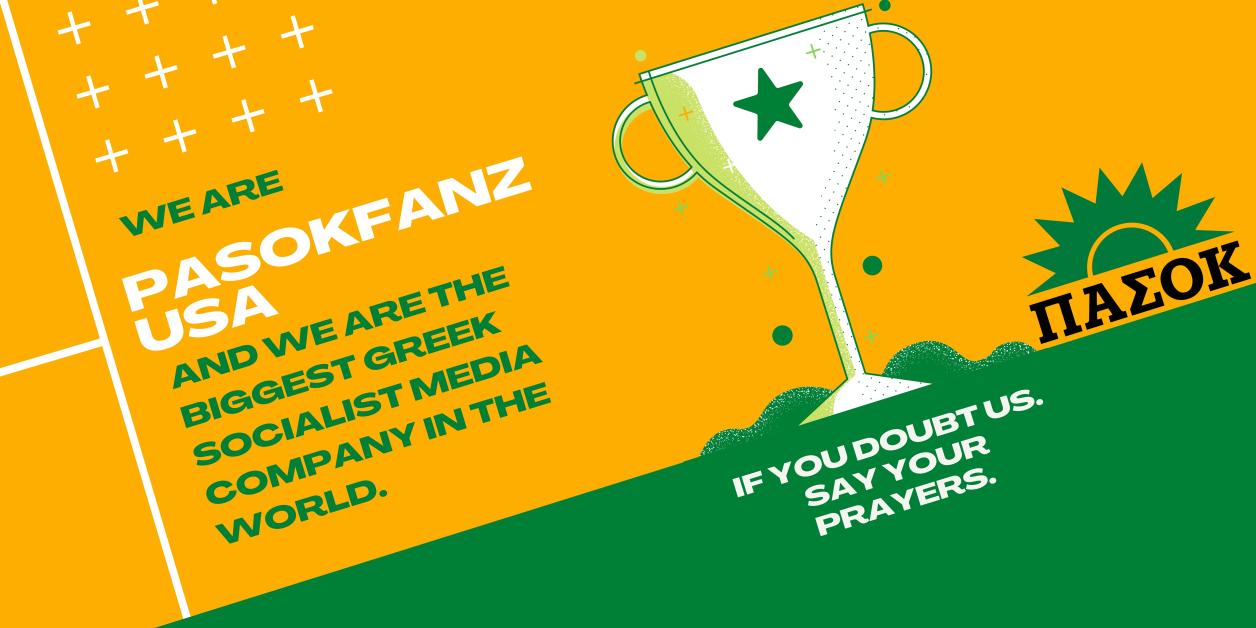 WE ARE
PASOKFANZ
USA
AND WE ARE THE
BIGGEST GREEK
SOCIALIST MEDIA
COMPANY IN THE
WORLD.
ΠΑΣΟΚ
IF YOU DOUBT US.
SAY YOUR
PRAYERS.